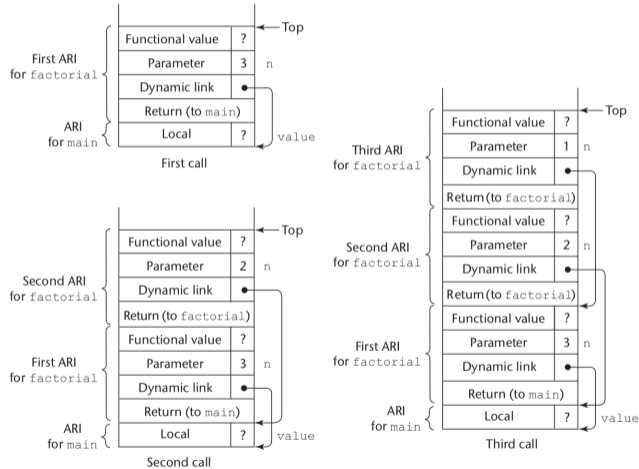 Top
Functional value ?
First ARI
for factorial
Parameter 3 n
Dynamic link
Return (to main)
ARI
for main
Local ? value
First call
Top
Functional value ?
Parameter 2 n
Second ARI
for factorial
Dynamic link
Return (to factorial)
Functional value ?
First ARI
for factorial
Parameter 3 n
Dynamic link
Return (to main)
ARI
for main
Local ? value
Second call
Top
Functional value ?
Third ARI
for factorial
Parameter 1 n
Dynamic link
Return (to factorial)
Functional value ?
Second ARI
for factorial
Parameter 2 n
Dynamic link
Return (to factorial)
Functional value ?
First ARI
for factorial
Parameter 3 n
Dynamic link
Return (to main)
ARI
for main
Local ? value
Third call